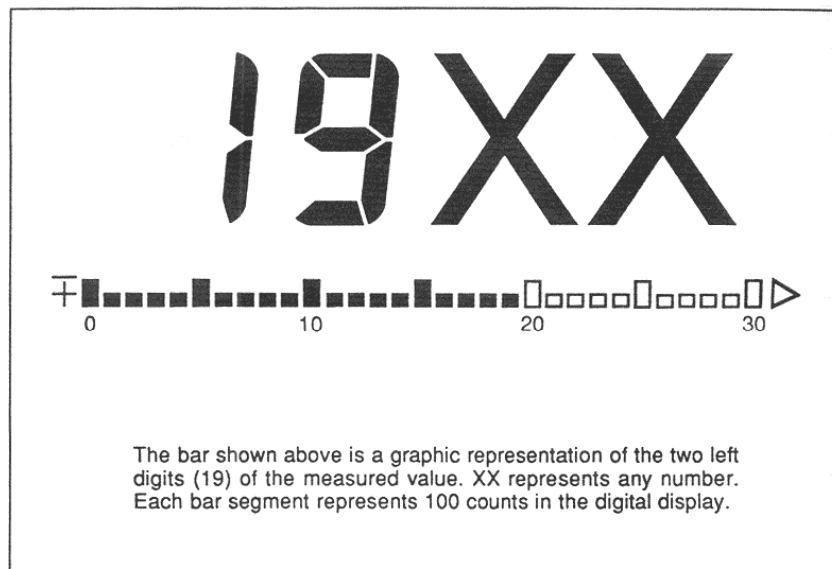 19XX
0 10 20 30
The bar shown above is a graphic representation of the two left
digits (19) of the measured value. XX represents any number.
Each bar segment represents 100 counts in the digital display.